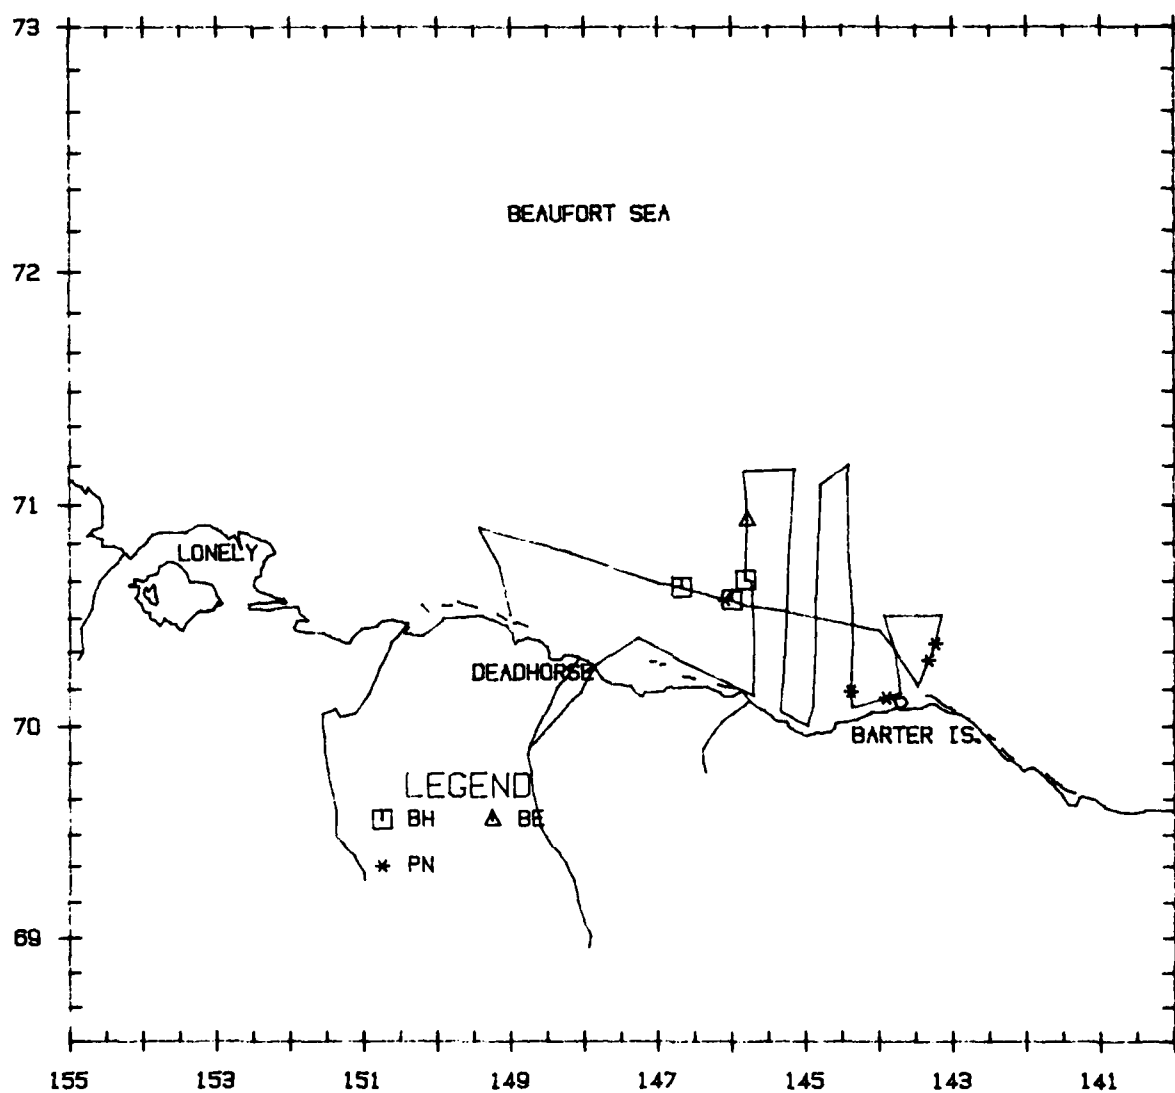 73
BEAUFORT SEA
72
71
LONELY
DEADHORSE
70
BARTER IS.
LEGEND
BH BE
PN
69
155 153 151 149 147 145 143 141